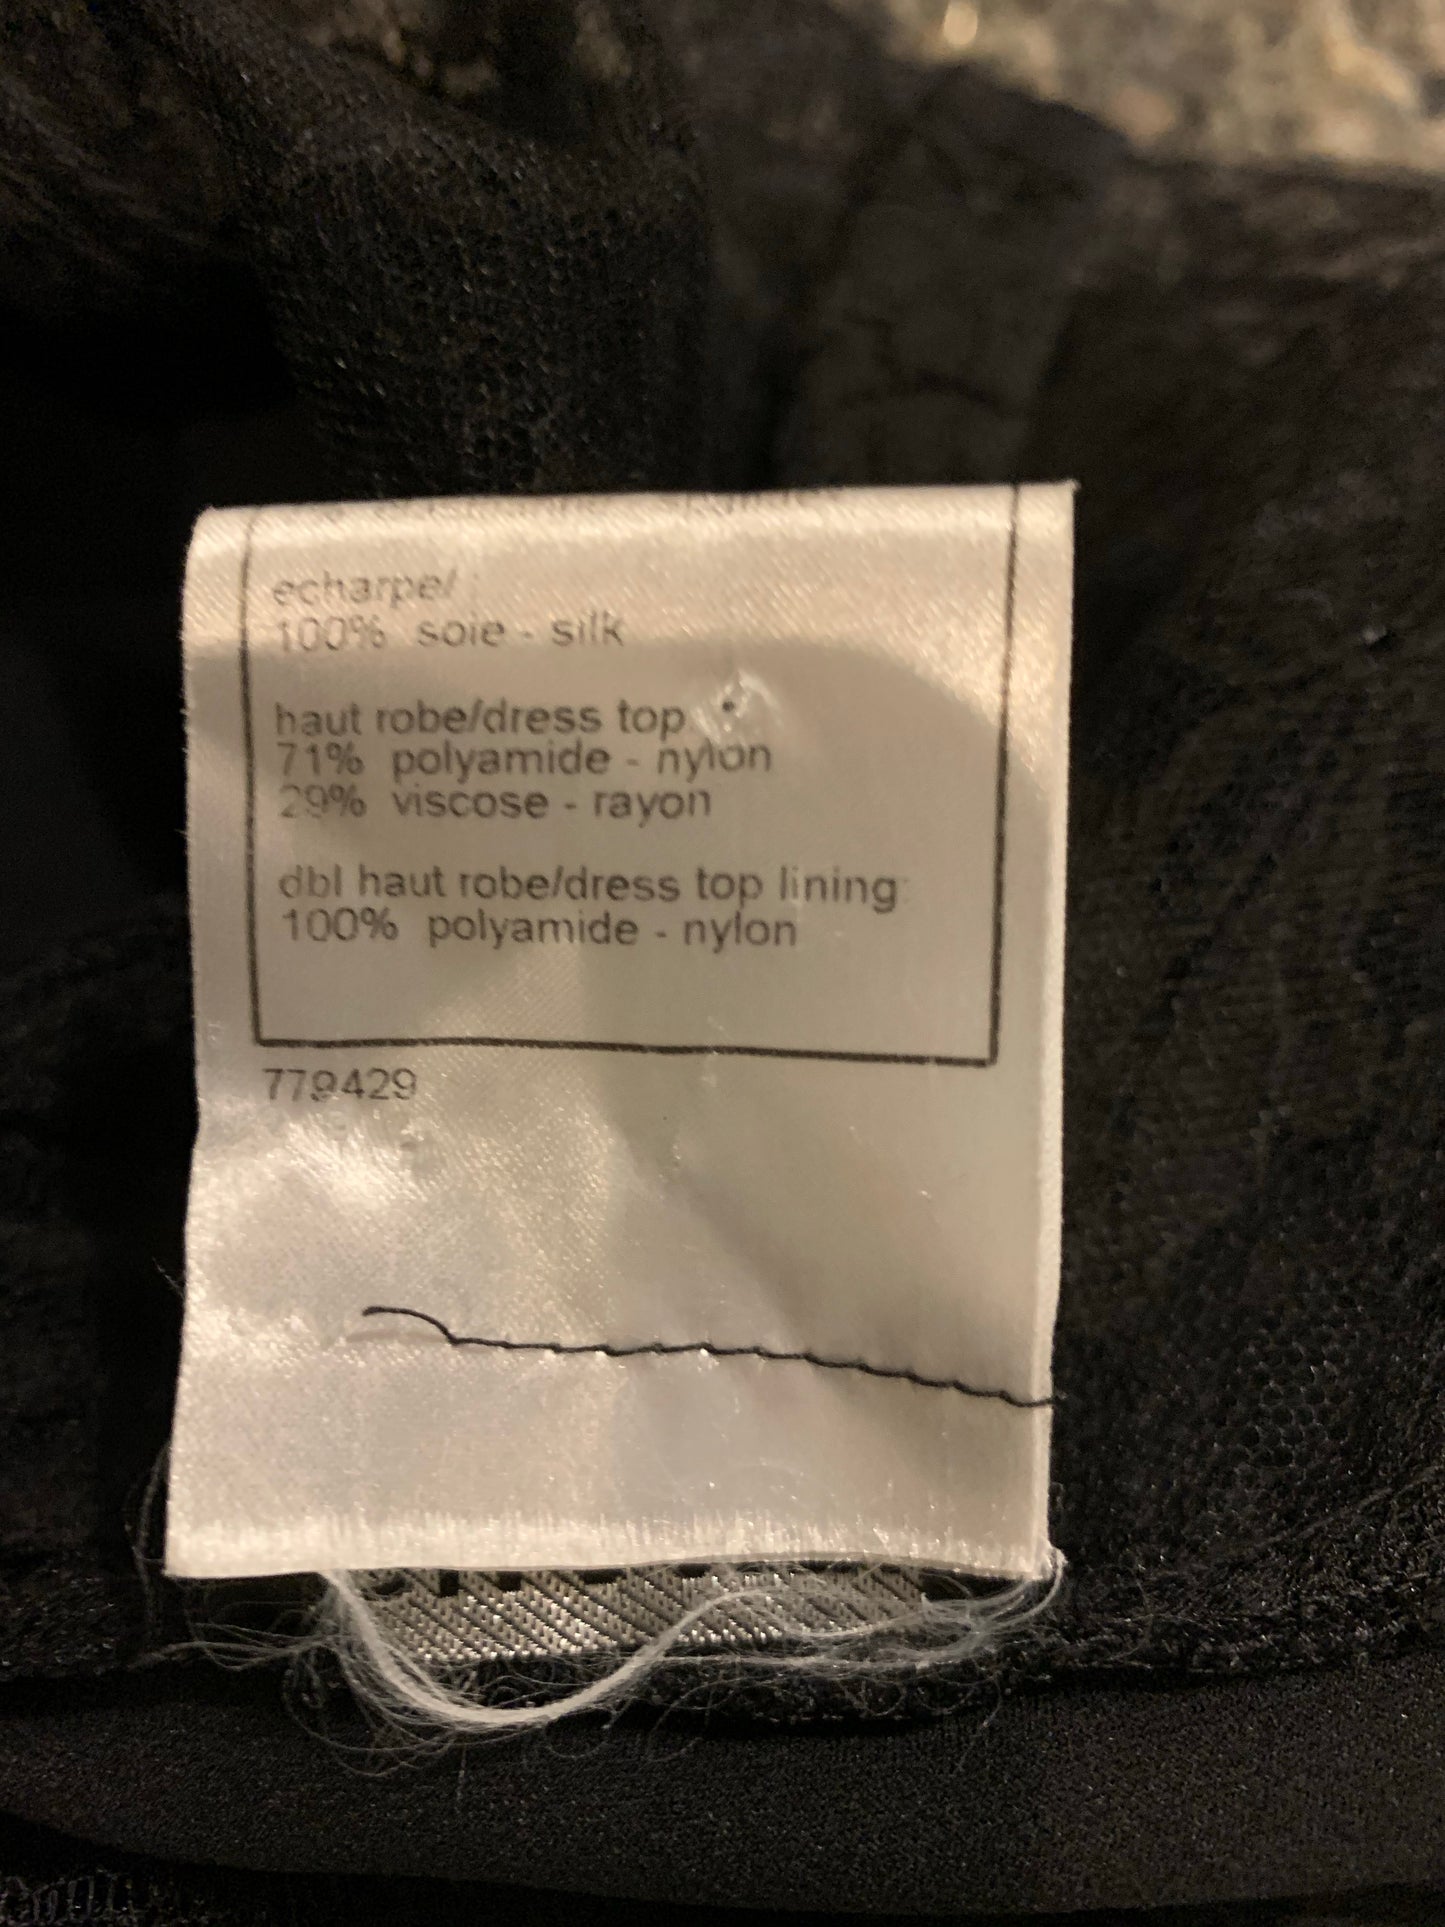 echarpe/
100% soie - silk
haut robe/dress top
71% polyamide - nylon
29% viscose - rayon
dbl haut robe/dress top lining
100% polyamide - nylon
779429